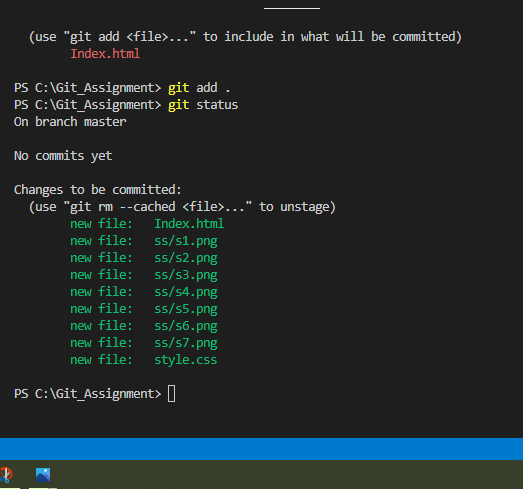 (use "git add <file>..." to include in what will be committed)
Index.html
PS C:\Git_Assignment> git add .
PS C:\Git_Assignment> git status
On branch master
No commits yet
Changes to be committed:
(use "git rm --cached <file>..." to unstage)
new file:   Index.html
new file:   ss/s1.png
new file:   ss/s2.png
new file:   ss/s3.png
new file:   ss/s4.png
new file:   ss/s5.png
new file:   ss/s6.png
new file:   ss/s7.png
new file:   style.css
PS C:\Git_Assignment>